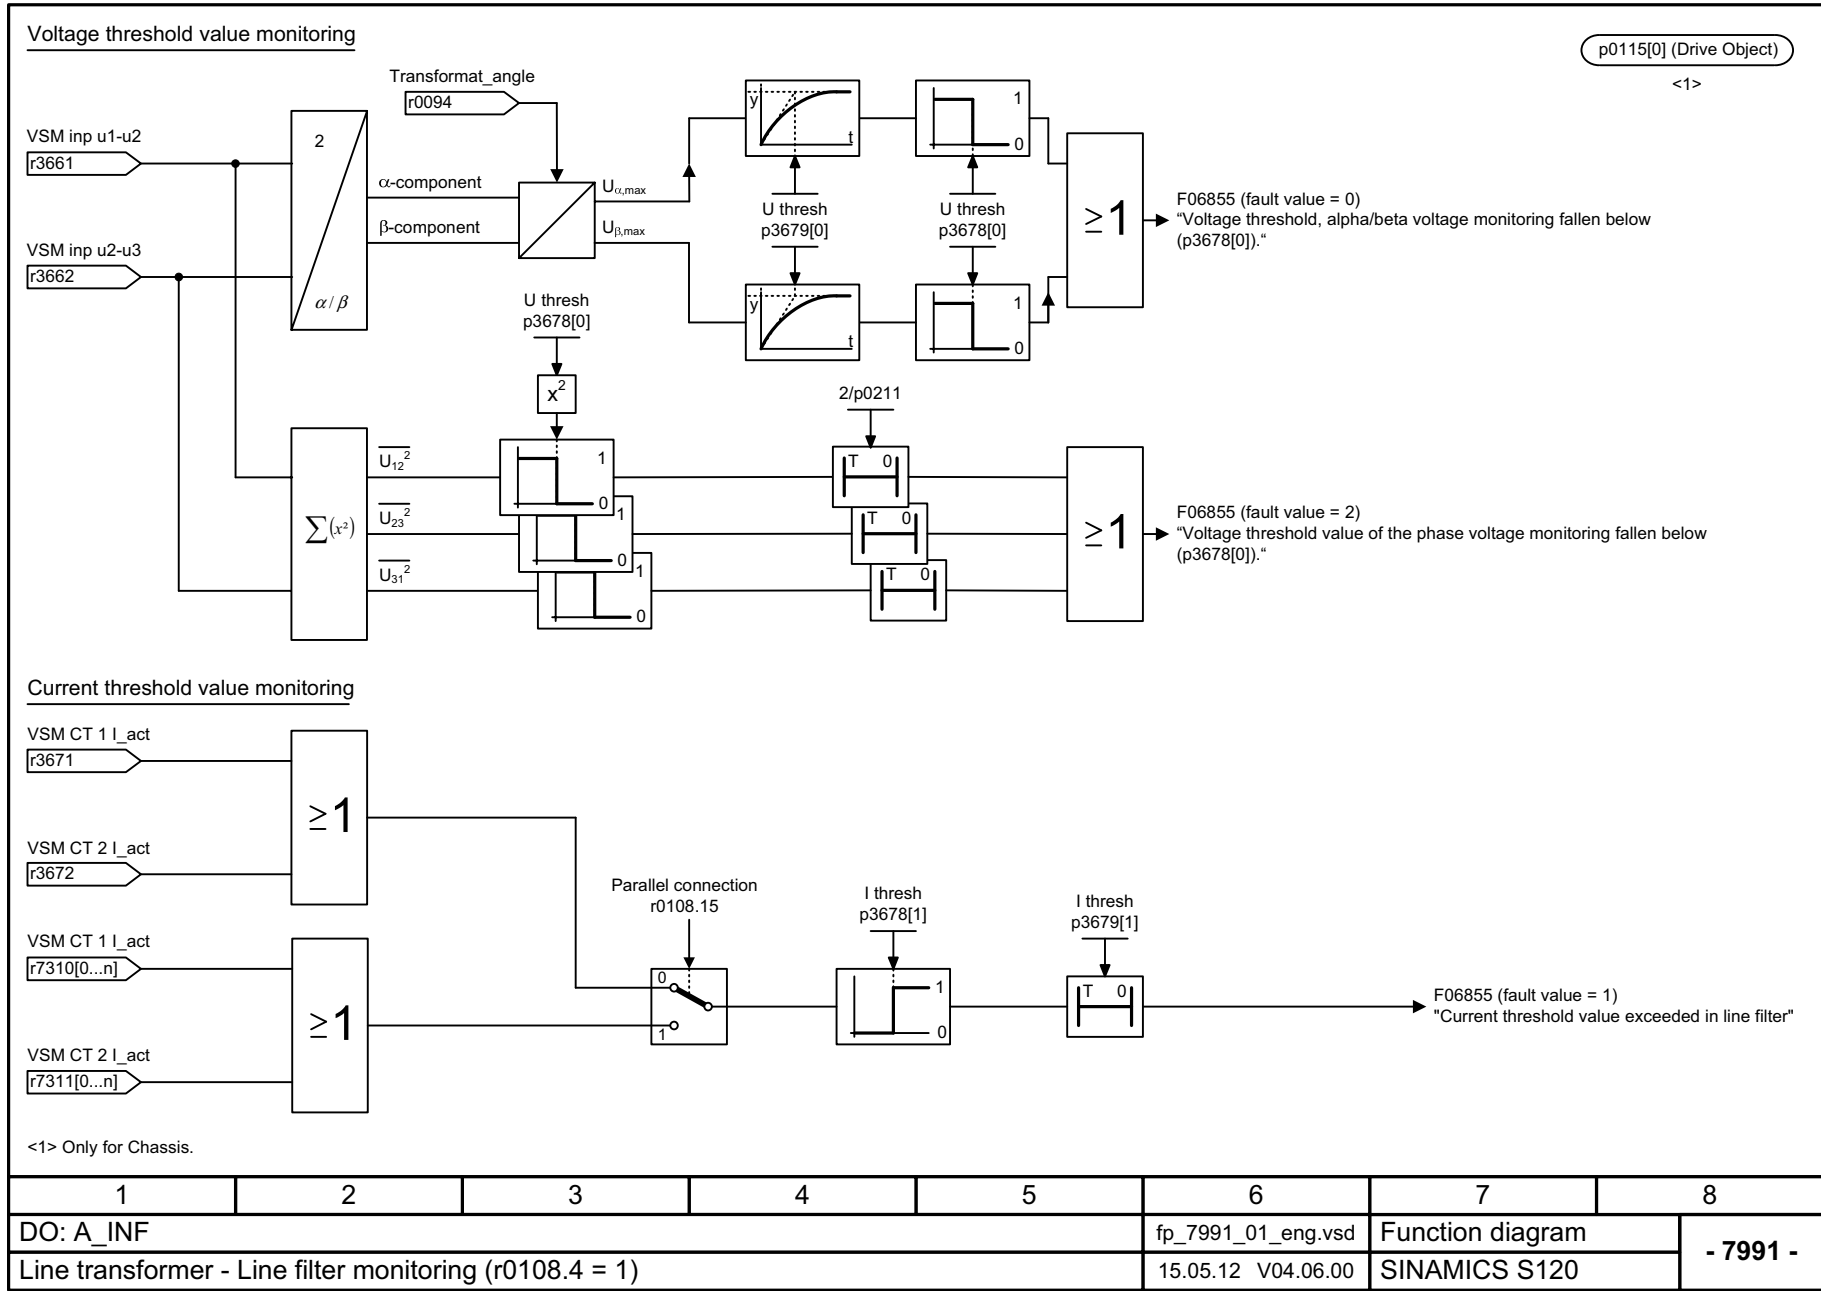 Voltage threshold value monitoring
p0115[0] (Drive Object)
<1>
Transformat_angle
r0094
VSM inp u1-u2
r3661
VSM inp u2-u3
r3662
2
α/β
α-component
β-component
Uα,max
Uβ,max
y
t
1
0
U thresh
p3679[0]
U thresh
p3678[0]
y
t
1
0
≥1
F06855 (fault value = 0)
“Voltage threshold, alpha/beta voltage monitoring fallen below
(p3678[0]).“
U thresh
p3678[0]
x²
2/p0211
∑(x²)
U12²
U23²
U31²
1
0
1
0
1
0
T 0
T 0
T 0
≥1
F06855 (fault value = 2)
“Voltage threshold value of the phase voltage monitoring fallen below
(p3678[0]).“
Current threshold value monitoring
VSM CT 1 I_act
r3671
VSM CT 2 I_act
r3672
≥1
VSM CT 1 I_act
r7310[0...n]
VSM CT 2 I_act
r7311[0...n]
≥1
Parallel connection
r0108.15
0
1
I thresh
p3678[1]
1
0
I thresh
p3679[1]
T 0
F06855 (fault value = 1)
"Current threshold value exceeded in line filter"
<1> Only for Chassis.
1 2 3 4 5 6 7 8
DO: A_INF
fp_7991_01_eng.vsd
Function diagram
- 7991 -
Line transformer - Line filter monitoring (r0108.4 = 1)
15.05.12 V04.06.00
SINAMICS S120